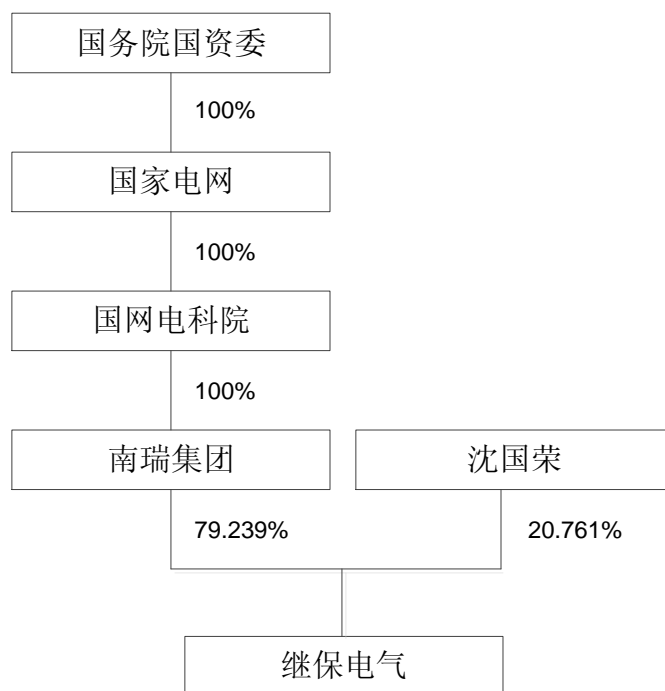 国务院国资委
100%
国家电网
100%
国网电科院
100%
南瑞集团
沈国荣
79.239%
20.761%
继保电气